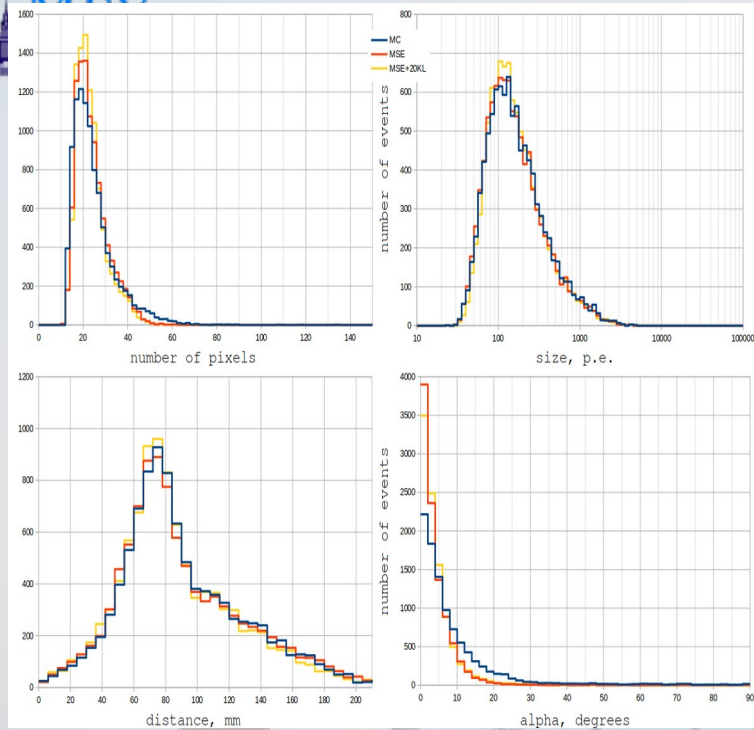 1600
1400
1200
1000
800
600
400
200
0
0 20 40 60 80 100 120 140
number of pixels
MC
MSE
MSE+20KL
800
700
600
500
400
300
200
100
0
number of events
10 100 1000 10000 100000
size, p.e.
1200
1000
800
600
400
200
0
0 20 40 60 80 100 120 140 160 180 200
distance, mm
4000
3500
3000
2500
2000
1500
1000
500
0
number of events
0 10 20 30 40 50 60 70 80 90
alpha, degrees